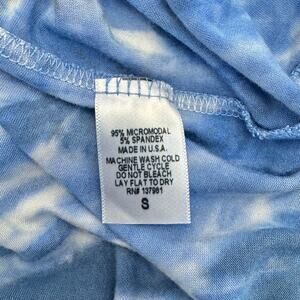 95% MICROMODAL
5% SPANDEX
MADE IN U.S.A.
MACHINE WASH COLD
GENTLE CYCLE
DO NOT BLEACH
LAY FLAT TO DRY
RN# 137981
S